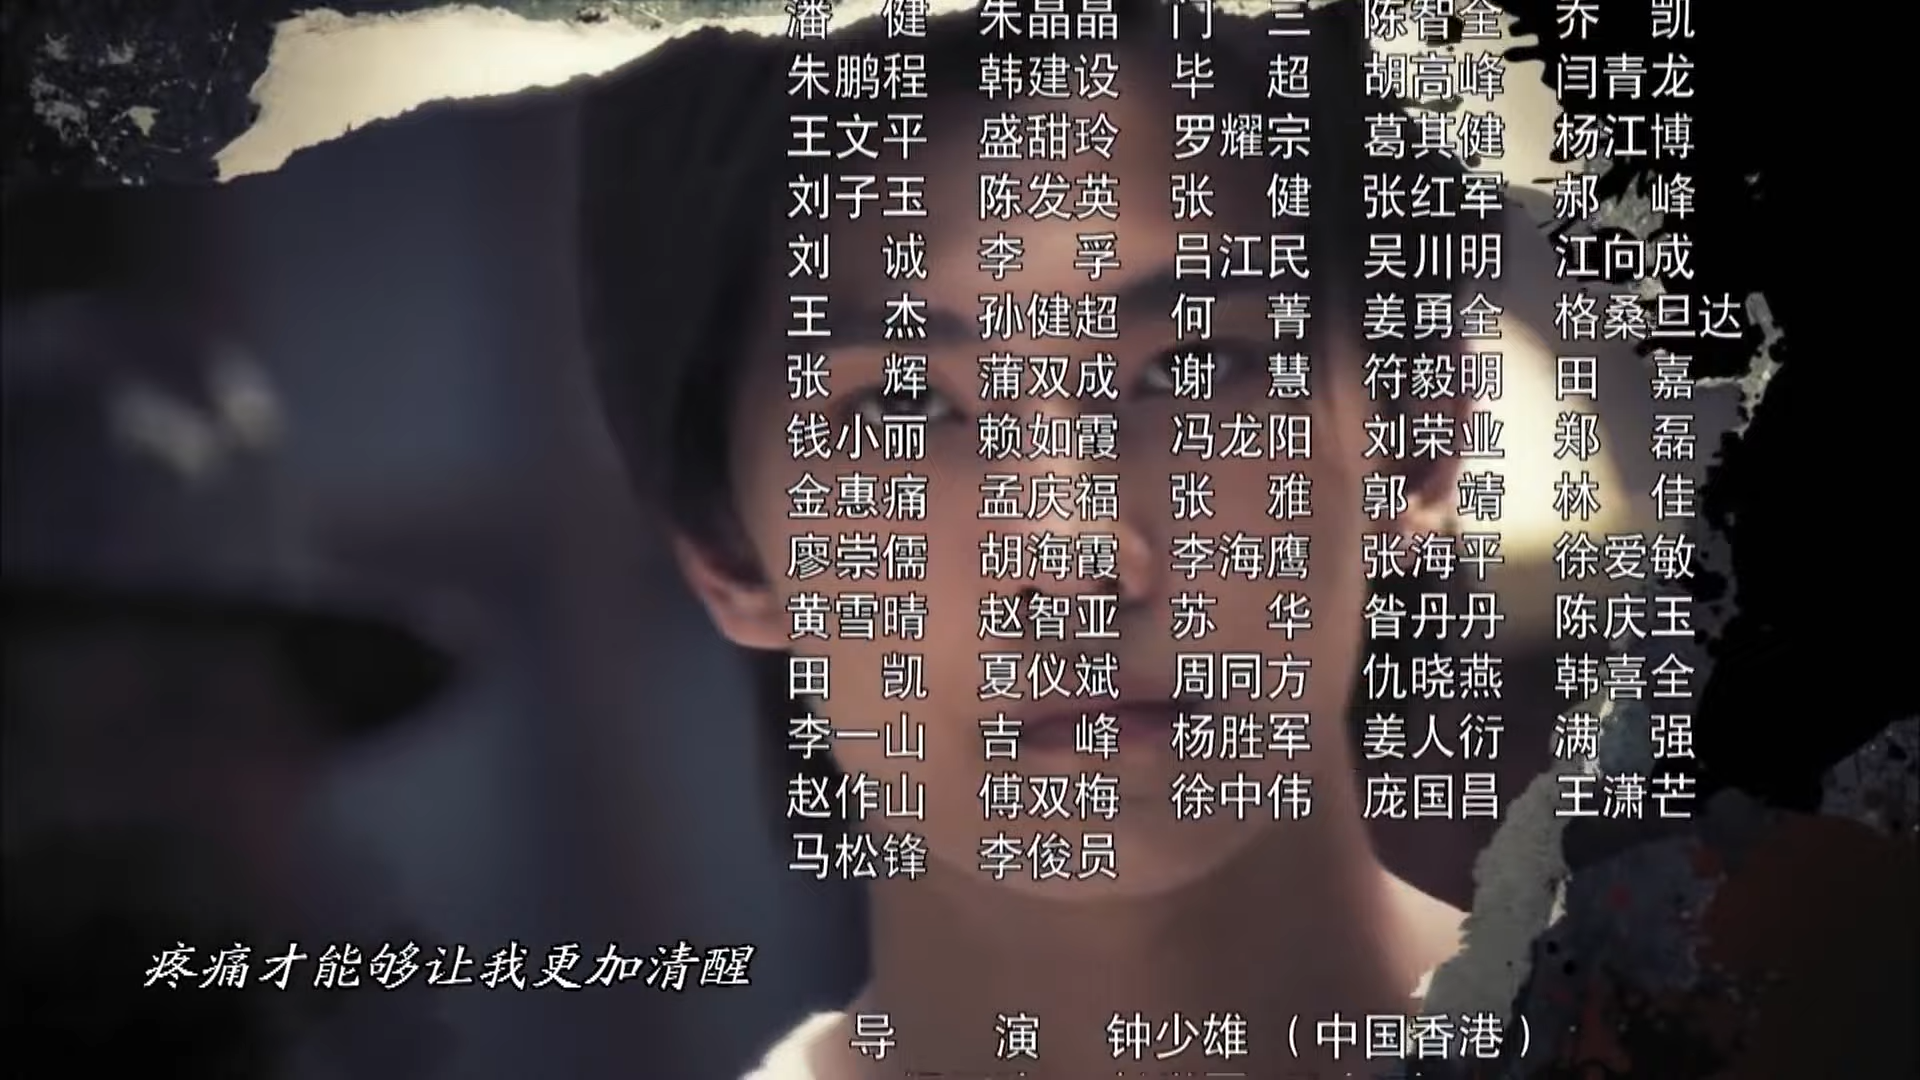 潘　健　朱晶晶　门　三　陈智全　乔　凯
朱鹏程　韩建设　毕　超　胡高峰　闫青龙
王文平　盛甜玲　罗耀宗　葛其健　杨江博
刘子玉　陈发英　张　健　张红军　郝　峰
刘　诚　李　孚　吕江民　吴川明　江向成
王　杰　孙健超　何　菁　姜勇全　格桑旦达
张　辉　蒲双成　谢　慧　符毅明　田　嘉
钱小丽　赖如霞　冯龙阳　刘荣业　郑　磊
金惠痛　孟庆福　张　雅　郭　靖　林　佳
廖崇儒　胡海霞　李海鹰　张海平　徐爱敏
黄雪晴　赵智亚　苏　华　昝丹丹　陈庆玉
田　凯　夏仪斌　周同方　仇晓燕　韩喜全
李一山　吉　峰　杨胜军　姜人衍　满　强
赵作山　傅双梅　徐中伟　庞国昌　王潇芒
马松锋　李俊员
疼痛才能够让我更加清醒
导　演　钟少雄（中国香港）